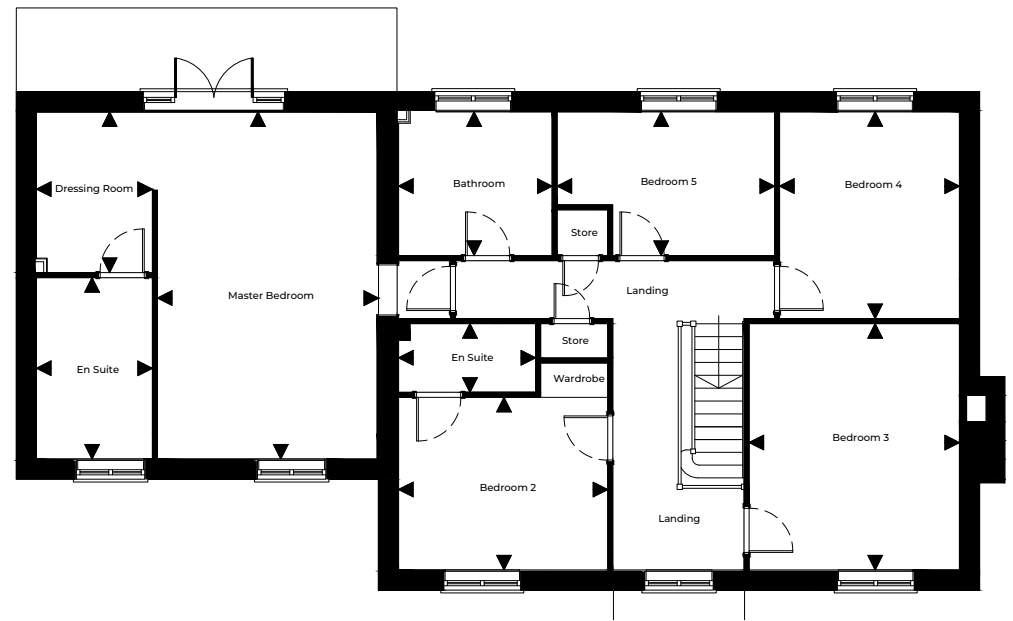 Dressing Room
Bathroom
Bedroom 5
Bedroom 4
Store
Master Bedroom
Landing
En Suite
En Suite
Store
Wardrobe
Bedroom 3
Bedroom 2
Landing